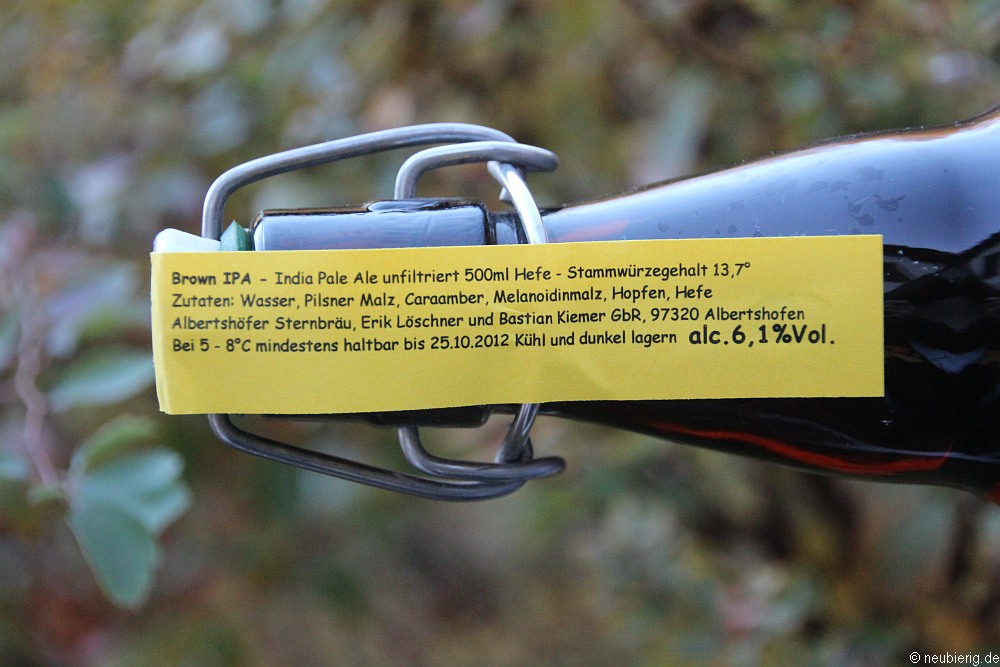 Brown IPA - India Pale Ale unfiltriert 500ml Hefe - Stammwürzegehalt 13,7°
Zutaten: Wasser, Pilsner Malz, Caraamber, Melanoidinmalz, Hopfen, Hefe
Albertshöfer Sternbräu, Erik Löschner und Bastian Kiemer GbR, 97320 Albertshofen
Bei 5 - 8°C mindestens haltbar bis 25.10.2012 Kühl und dunkel lagern alc.6,1%Vol.
© neubierig.de